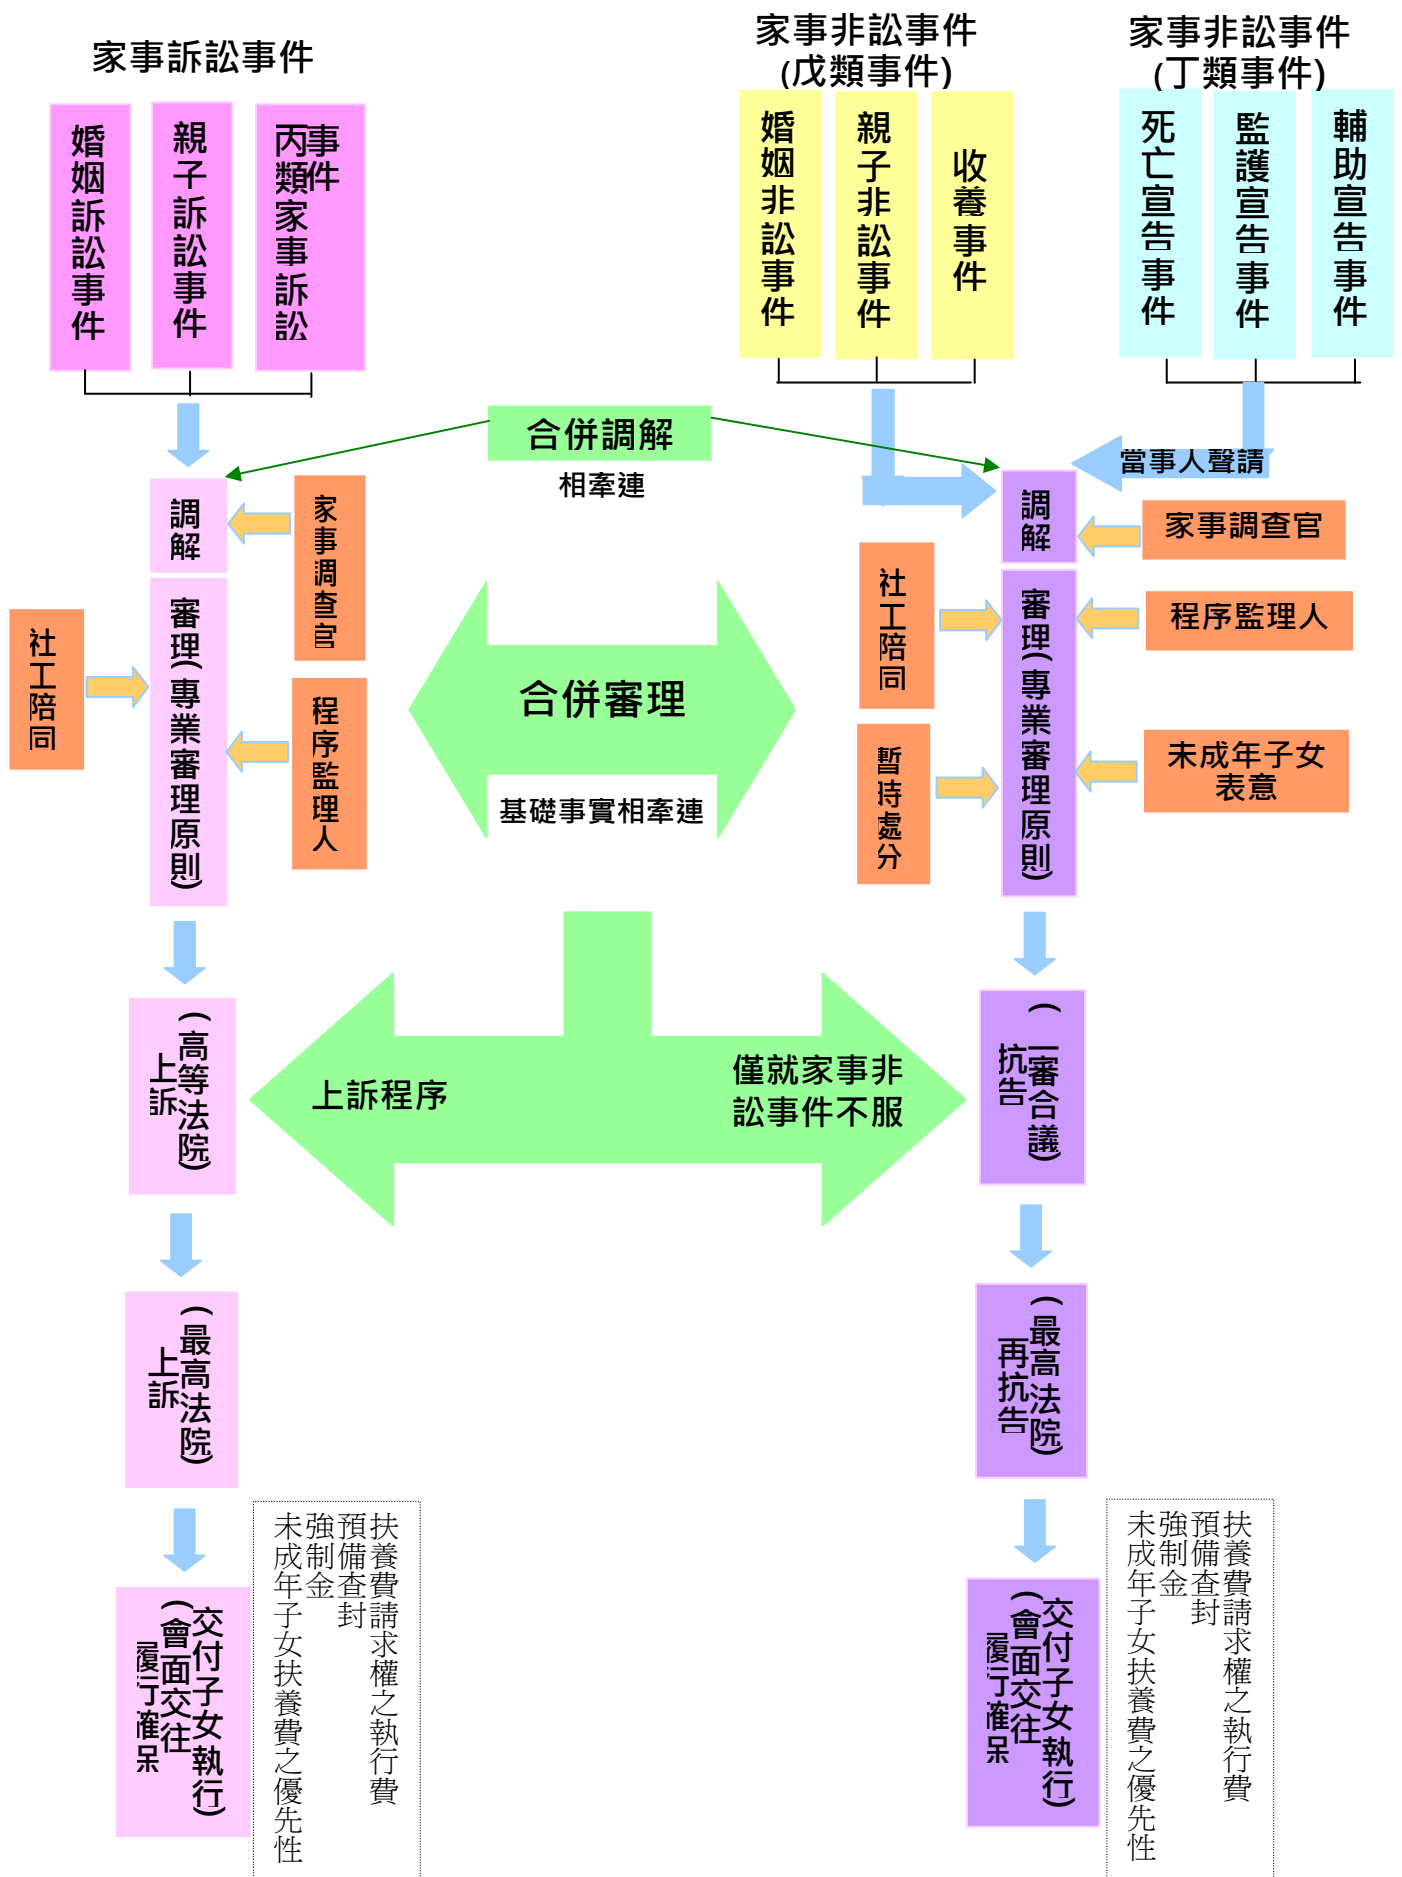 家事訴訟事件
家事非訟事件
(戊類事件)
家事非訟事件
(丁類事件)
婚姻訴訟事件
親子訴訟事件
丙類家事訴訟
事件
婚姻非訟事件
親子非訟事件
收養事件
死亡宣告事件
監護宣告事件
輔助宣告事件
合併調解
相牽連
當事人聲請
調解
家事調查官
社工陪同
審理(專業審理原則)
程序監理人
合併審理
基礎事實相牽連
調解
家事調查官
社工陪同
審理(專業審理原則)
程序監理人
暫時處分
未成年子女
表意
上訴
(高等法院)
上訴程序
僅就家事非
訟事件不服
抗告
(一審合議)
上訴
(最高法院)
再抗告
(最高法院)
履行確保
(會面交往
交付子女執行)
未成年子女扶養費之優先性
強制金
預備查封
扶養費請求權之執行費
履行確保
(會面交往
交付子女執行)
未成年子女扶養費之優先性
強制金
預備查封
扶養費請求權之執行費